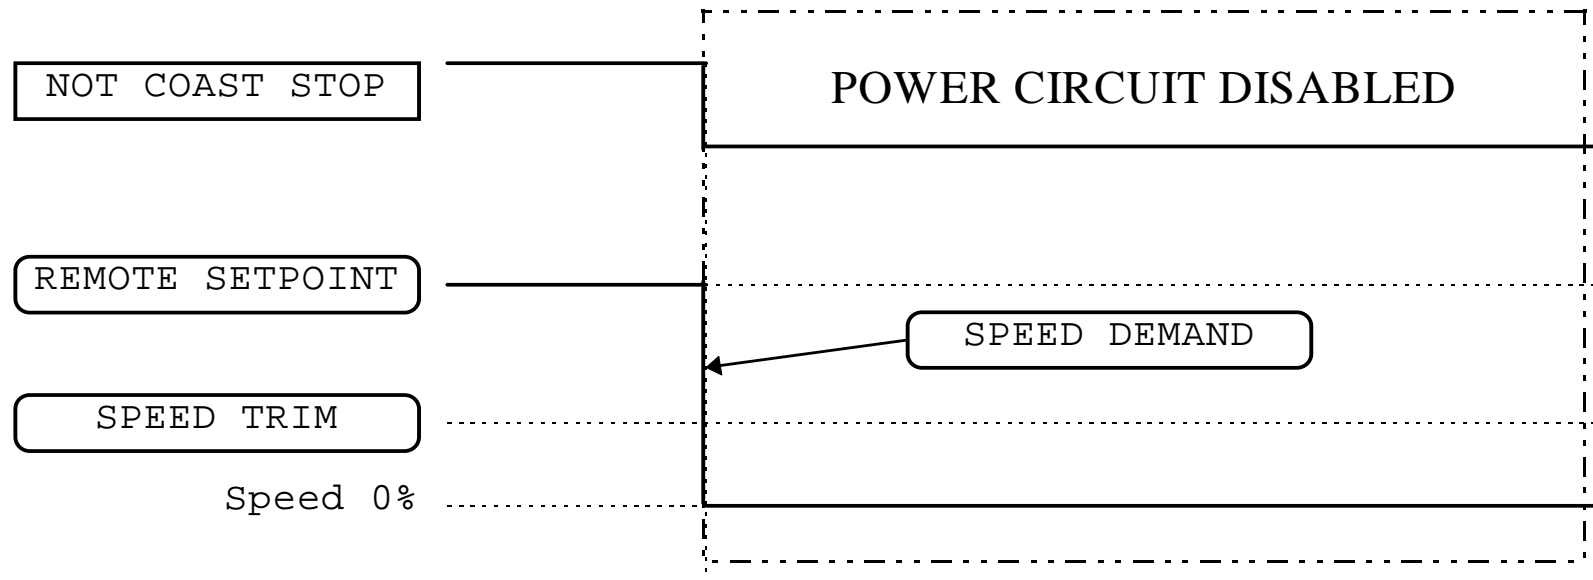 NOT COAST STOP
POWER CIRCUIT DISABLED
REMOTE SETPOINT
SPEED DEMAND
SPEED TRIM
Speed 0%